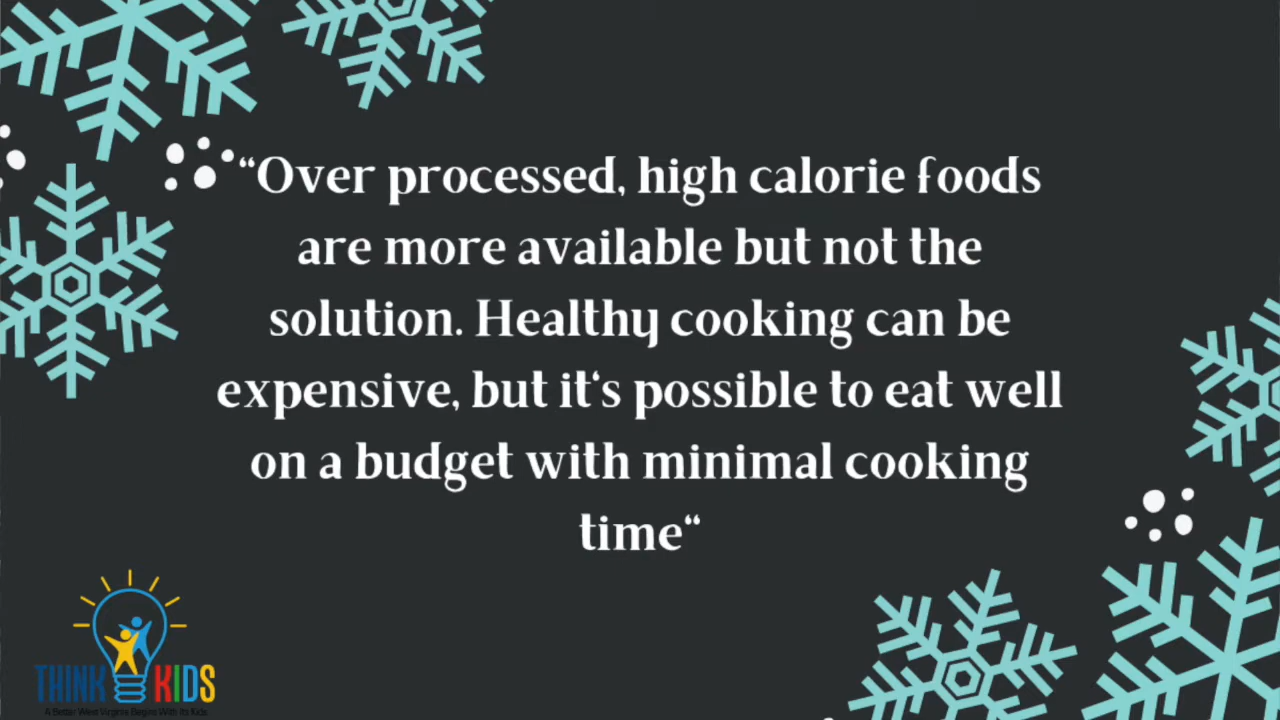 “Over processed, high calorie foods
are more available but not the
solution. Healthy cooking can be
expensive, but it‘s possible to eat well
on a budget with minimal cooking
time“
THINK KIDS
A Better West Virginia Begins With Its Kids